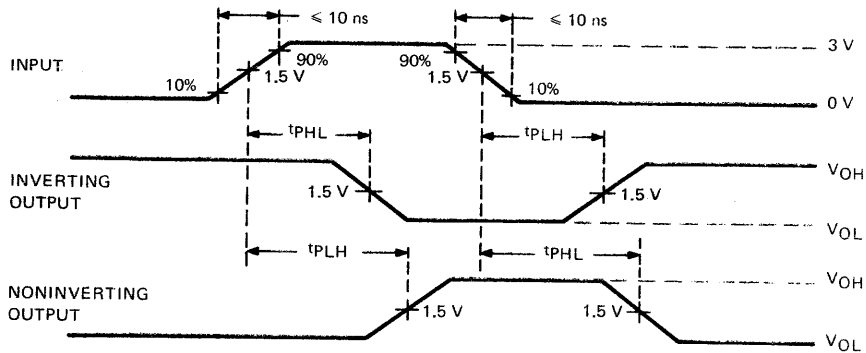 ≤ 10 ns ≤ 10 ns
3 V
INPUT 10% 90% 1.5 V 90% 1.5 V 10%
0 V
tPHL tPLH
VOH
INVERTING
OUTPUT 1.5 V 1.5 V
VOL
tPLH tPHL
VOH
NONINVERTING
OUTPUT 1.5 V 1.5 V
VOL